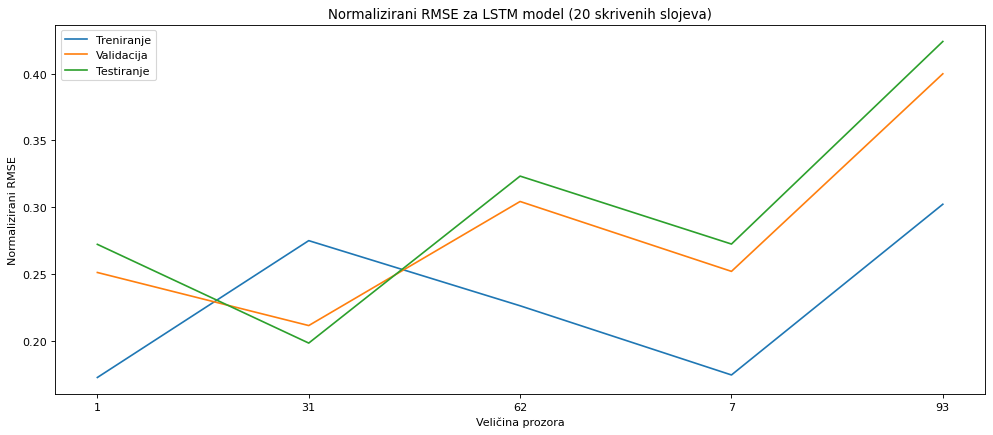 Normalizirani RMSE za LSTM model (20 skrivenih slojeva)
Treniranje
Validacija
Testiranje
Normalizirani RMSE
0.40
0.35
0.30
0.25
0.20
1 31 62 7 93
Veličina prozora